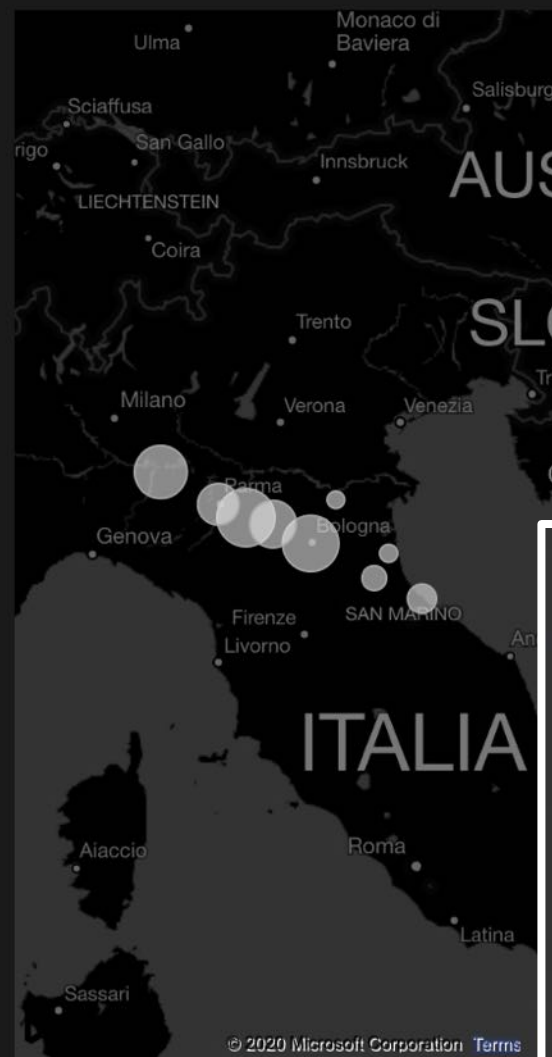 Monaco di
Baviera
Ulma
Salisburg
Sciaffusa
rigo
San Gallo
Innsbruck
AUS
LIECHTENSTEIN
Coira
SLO
Trento
Tr
Milano
Verona
Venezia
Parma
Bologna
Genova
SAN MARINO
Firenze
Livorno
An
ITALIA
Roma
Aiaccio
Latina
Sassari
© 2020 Microsoft Corporation Terms